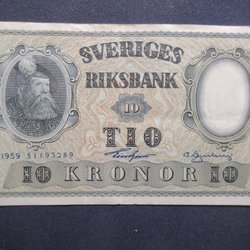 SVERIGES
RIKSBANK
10
TIO
1959 51193289
10 KRONOR 10